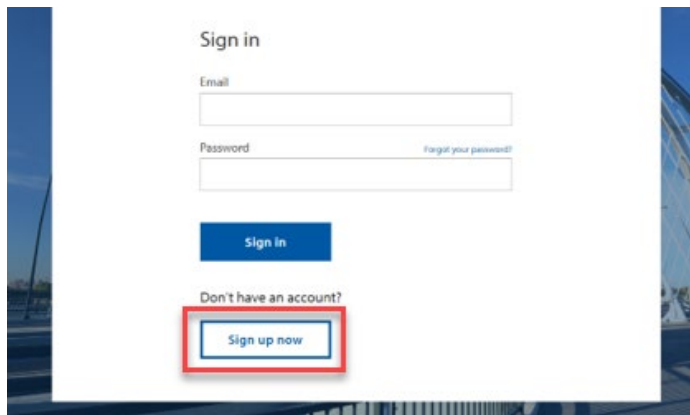 Sign in
Email
Password Forgot your password?
Sign in
Don't have an account?
Sign up now